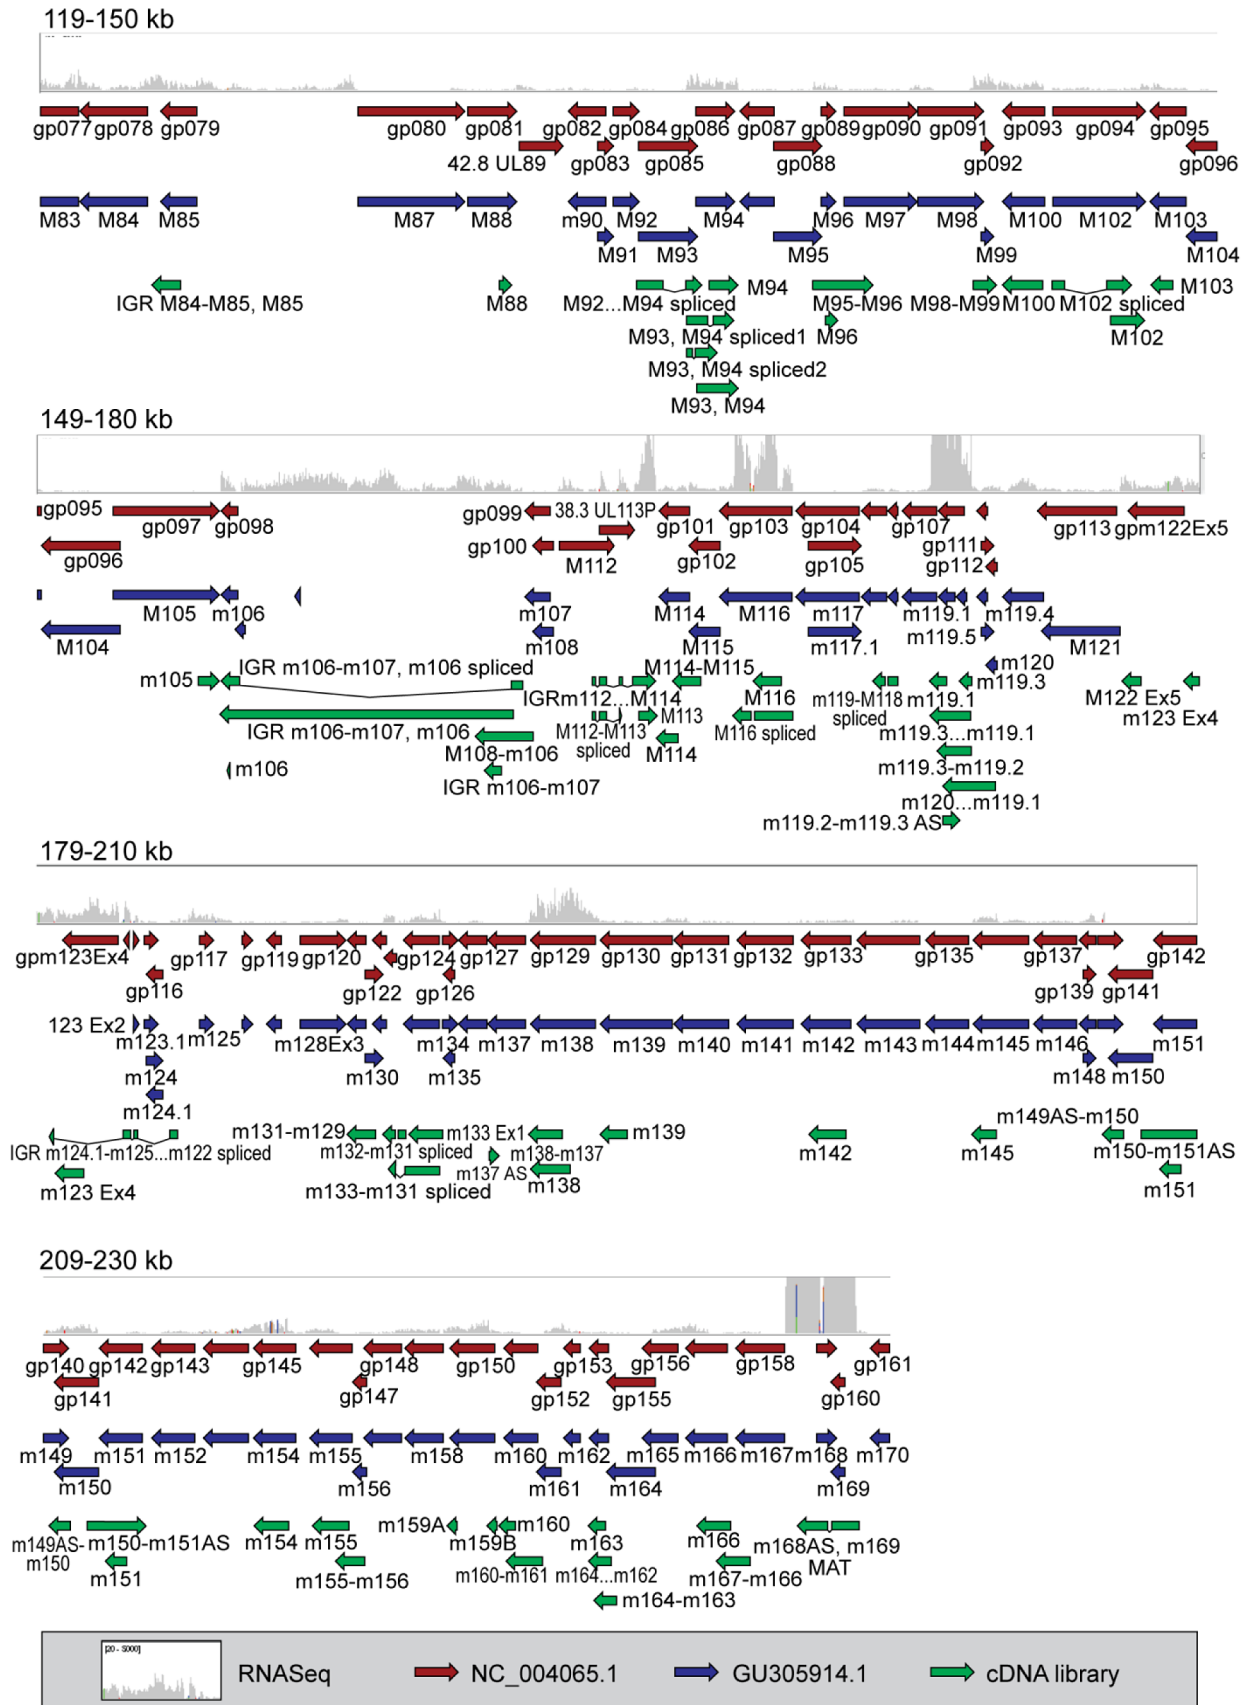 119-150 kb
gp077 gp078 gp079 gp080 gp081 gp082 gp084 gp086 gp087 gp089 gp090 gp091 gp093 gp094 gp095
42.8 UL89 gp083 gp085 gp088 gp092 gp096
M83 M84 M85 M87 M88 m90 M92 M94 M96 M97 M98 M100 M102 M103
M91 M93 M95 M99 M104
IGR M84-M85, M85 M88 M92...M94 spliced M94 M95-M96 M98-M99 M100 M102 spliced M103
M93, M94 spliced1 M96 M102
M93, M94 spliced2
M93, M94
149-180 kb
gp095 gp097 gp098 gp099 38.3 UL113P gp101 gp103 gp104 gp107 gp113 gpm122Ex5
gp096 gp100 M112 gp102 gp105 gp111
gp112
M105 m106 m107 M114 M116 m117 m119.1 m119.4
M104 m108 M115 m117.1 m119.5 M121
m120
m119.3
m105 IGR m106-m107, m106 spliced IGRm112...M114 M114-M115 M116 m119-M118 spliced m119.1 M122 Ex5 m123 Ex4
IGR m106-m107, m106 M112-M113 spliced M113 M116 spliced m119.3...m119.1
M108-m106 M114 m119.3-m119.2
m106 IGR m106-m107 m120...m119.1
m119.2-m119.3 AS
179-210 kb
gpm123Ex4 gp117 gp119 gp120 gp124 gp127 gp129 gp130 gp131 gp132 gp133 gp135 gp137 gp142
gp116 gp122 gp126 gp139 gp141
123 Ex2 m123.1 m125 m128Ex3 m134 m137 m138 m139 m140 m141 m142 m143 m144 m145 m146 m151
m124 m130 m135 m148 m150
m124.1
IGR m124.1-m125...m122 spliced m131-m129 m132-m131 spliced m133 Ex1 m138-m137 m139 m142 m145 m149AS-m150 m150-m151AS
m123 Ex4 m133-m131 spliced m137 AS m138 m151
209-230 kb
gp140 gp142 gp143 gp145 gp148 gp150 gp153 gp156 gp158 gp161
gp141 gp147 gp152 gp155 gp160
m149 m151 m152 m154 m155 m158 m160 m162 m165 m166 m167 m168 m170
m150 m156 m161 m164 m169
m149AS-m150 m150-m151AS m154 m155 m159A m159B m160 m163 m166 m168AS, m169
MAT
m151 m155-m156 m160-m161 m164...m162 m167-m166
m164-m163
[20 - 5000]
RNASeq NC_004065.1 GU305914.1 cDNA library